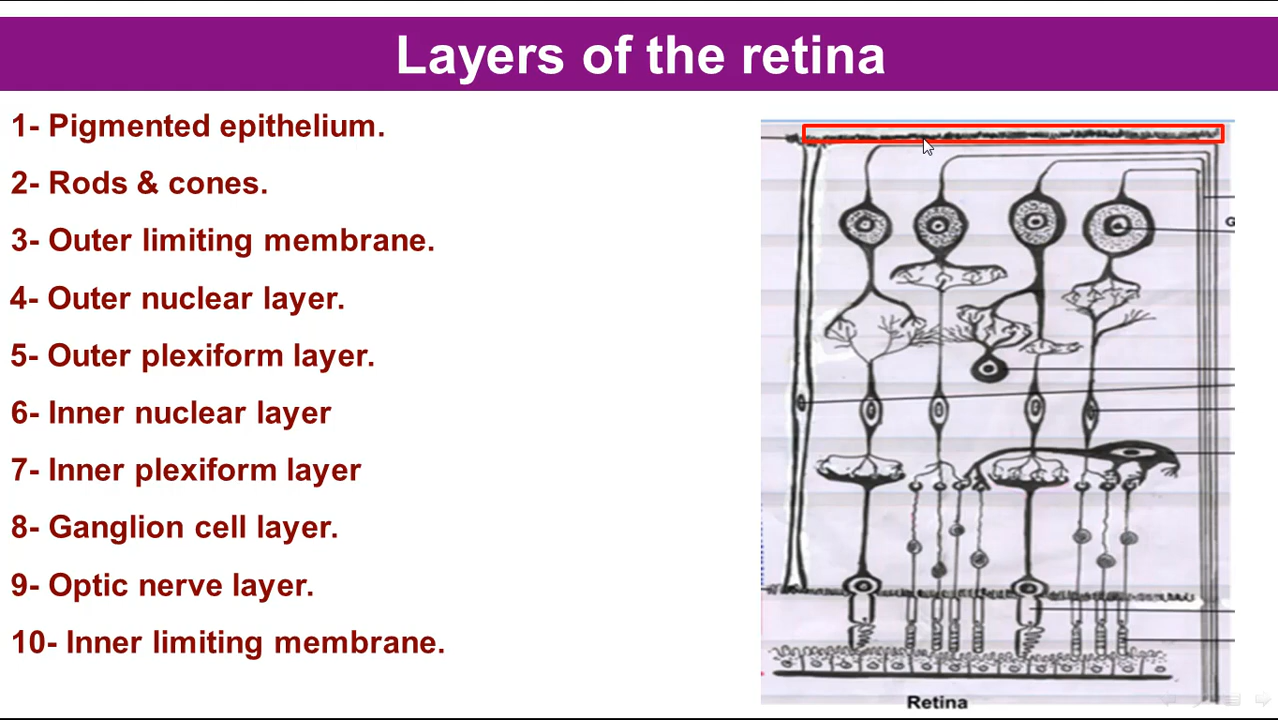 Layers of the retina
1- Pigmented epithelium.
2- Rods & cones.
3- Outer limiting membrane.
4- Outer nuclear layer.
5- Outer plexiform layer.
6- Inner nuclear layer
7- Inner plexiform layer
8- Ganglion cell layer.
9- Optic nerve layer.
10- Inner limiting membrane.
G
Retina